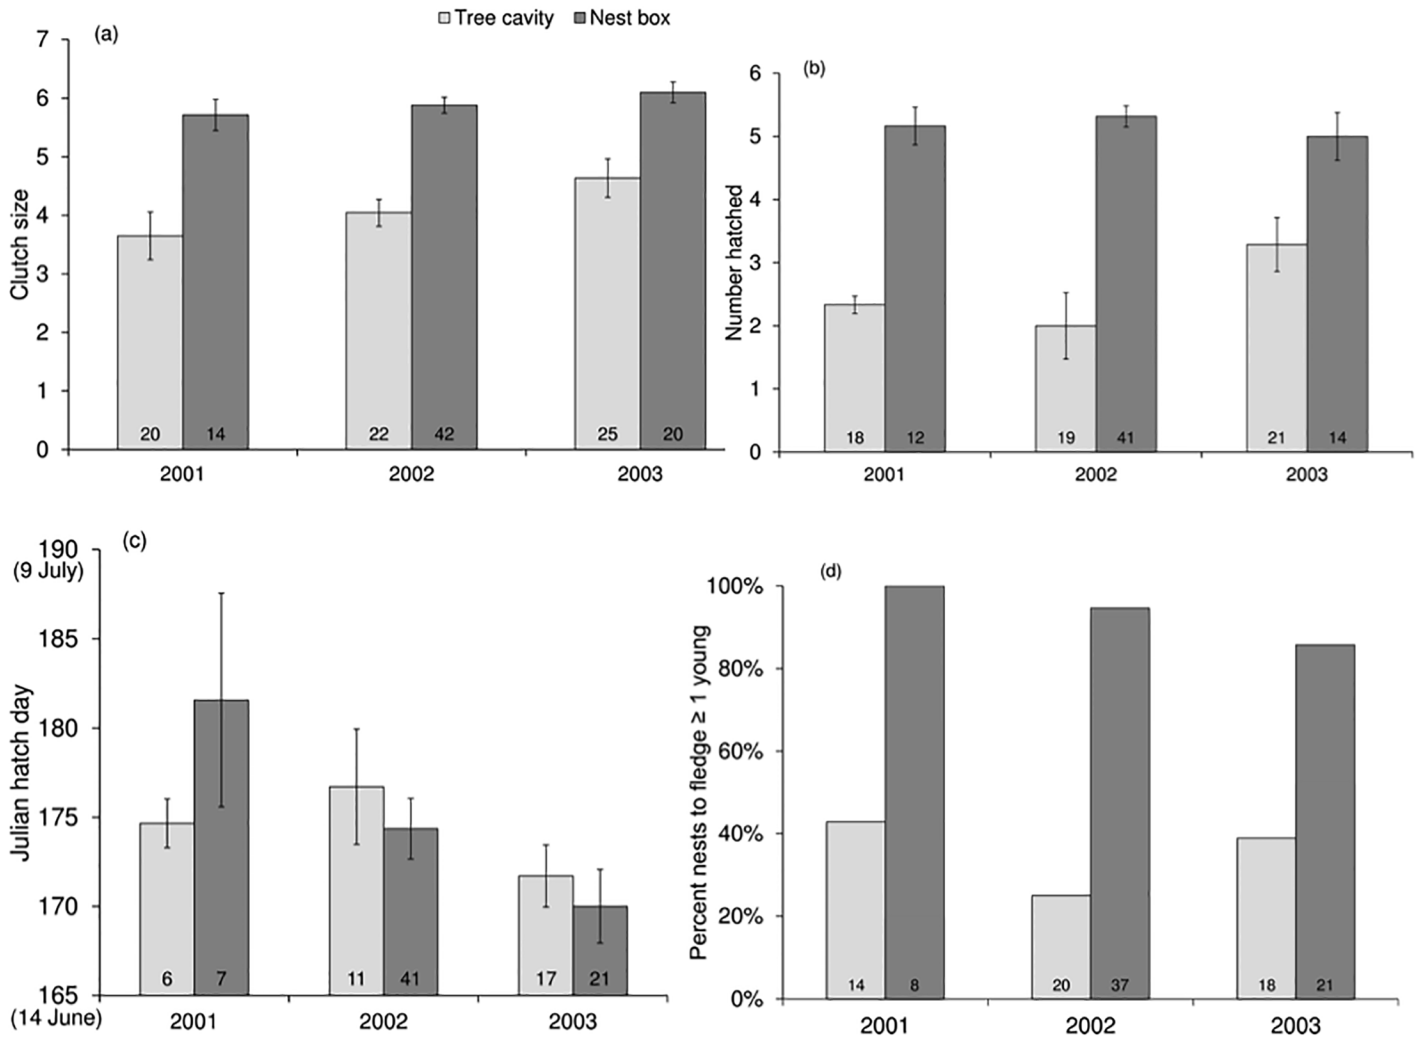 Tree cavity Nest box
(a)
7
6
5
4
3
2
1
0
Clutch size
20 14 22 42 25 20
2001 2002 2003
(b)
6
5
4
3
2
1
0
Number hatched
18 12 19 41 21 14
2001 2002 2003
(c)
190
(9 July)
185
180
175
170
165
(14 June)
Julian hatch day
6 7 11 41 17 21
2001 2002 2003
(d)
100%
80%
60%
40%
20%
0%
Percent nests to fledge ≥ 1 young
14 8 20 37 18 21
2001 2002 2003